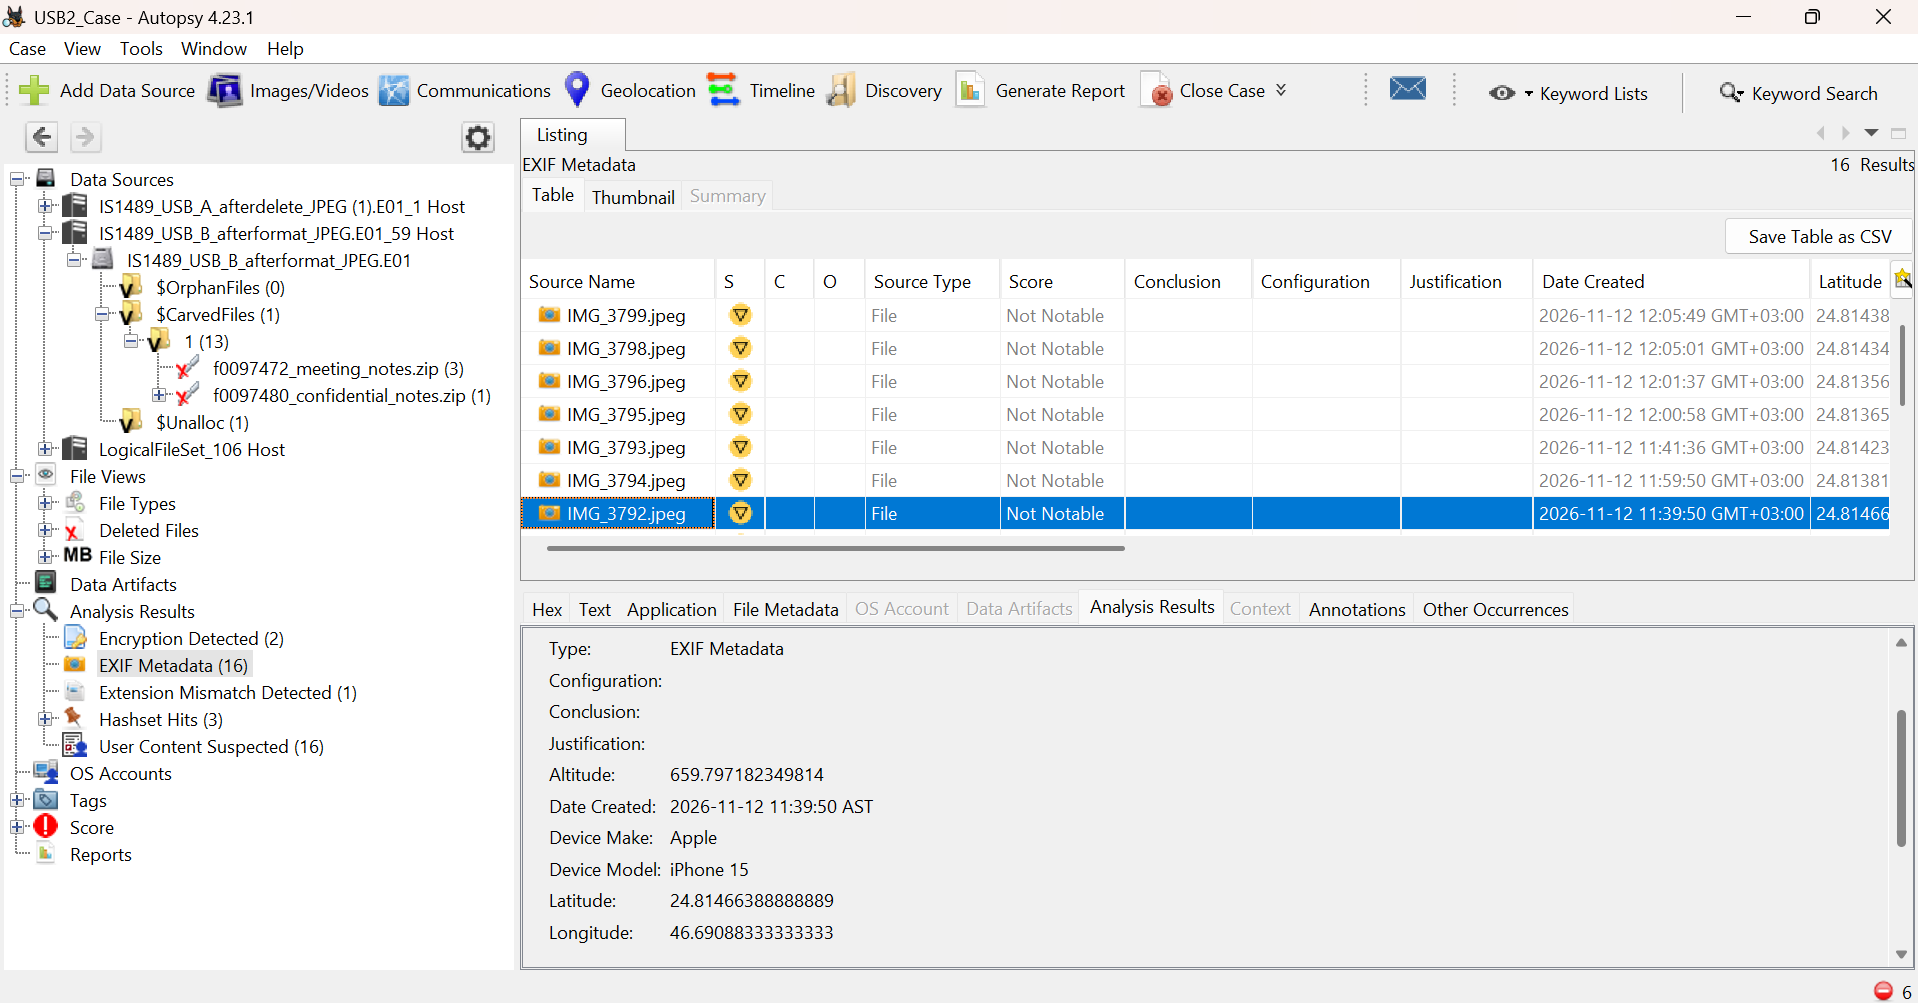 USB2_Case - Autopsy 4.23.1
Case View Tools Window Help
Add Data Source Images/Videos Communications Geolocation Timeline Discovery Generate Report Close Case Keyword Lists Keyword Search
Data Sources
IS1489_USB_A_afterdelete_JPEG (1).E01_1 Host
IS1489_USB_B_afterformat_JPEG.E01_59 Host
IS1489_USB_B_afterformat_JPEG.E01
$OrphanFiles (0)
$CarvedFiles (1)
1 (13)
f0097472_meeting_notes.zip (3)
f0097480_confidential_notes.zip (1)
$Unalloc (1)
LogicalFileSet_106 Host
File Views
File Types
Deleted Files
MB File Size
Data Artifacts
Analysis Results
Encryption Detected (2)
EXIF Metadata (16)
Extension Mismatch Detected (1)
Hashset Hits (3)
User Content Suspected (16)
OS Accounts
Tags
Score
Reports
Listing
EXIF Metadata 16 Results
Table Thumbnail Summary
Save Table as CSV
Source Name S C O Source Type Score Conclusion Configuration Justification Date Created Latitude
IMG_3799.jpeg File Not Notable 2026-11-12 12:05:49 GMT+03:00 24.81438
IMG_3798.jpeg File Not Notable 2026-11-12 12:05:01 GMT+03:00 24.81434
IMG_3796.jpeg File Not Notable 2026-11-12 12:01:37 GMT+03:00 24.81356
IMG_3795.jpeg File Not Notable 2026-11-12 12:00:58 GMT+03:00 24.81365
IMG_3793.jpeg File Not Notable 2026-11-12 11:41:36 GMT+03:00 24.81423
IMG_3794.jpeg File Not Notable 2026-11-12 11:59:50 GMT+03:00 24.81381
IMG_3792.jpeg File Not Notable 2026-11-12 11:39:50 GMT+03:00 24.81466
Hex Text Application File Metadata OS Account Data Artifacts Analysis Results Context Annotations Other Occurrences
Type: EXIF Metadata
Configuration:
Conclusion:
Justification:
Altitude: 659.797182349814
Date Created: 2026-11-12 11:39:50 AST
Device Make: Apple
Device Model: iPhone 15
Latitude: 24.81466388888889
Longitude: 46.69088333333333
6